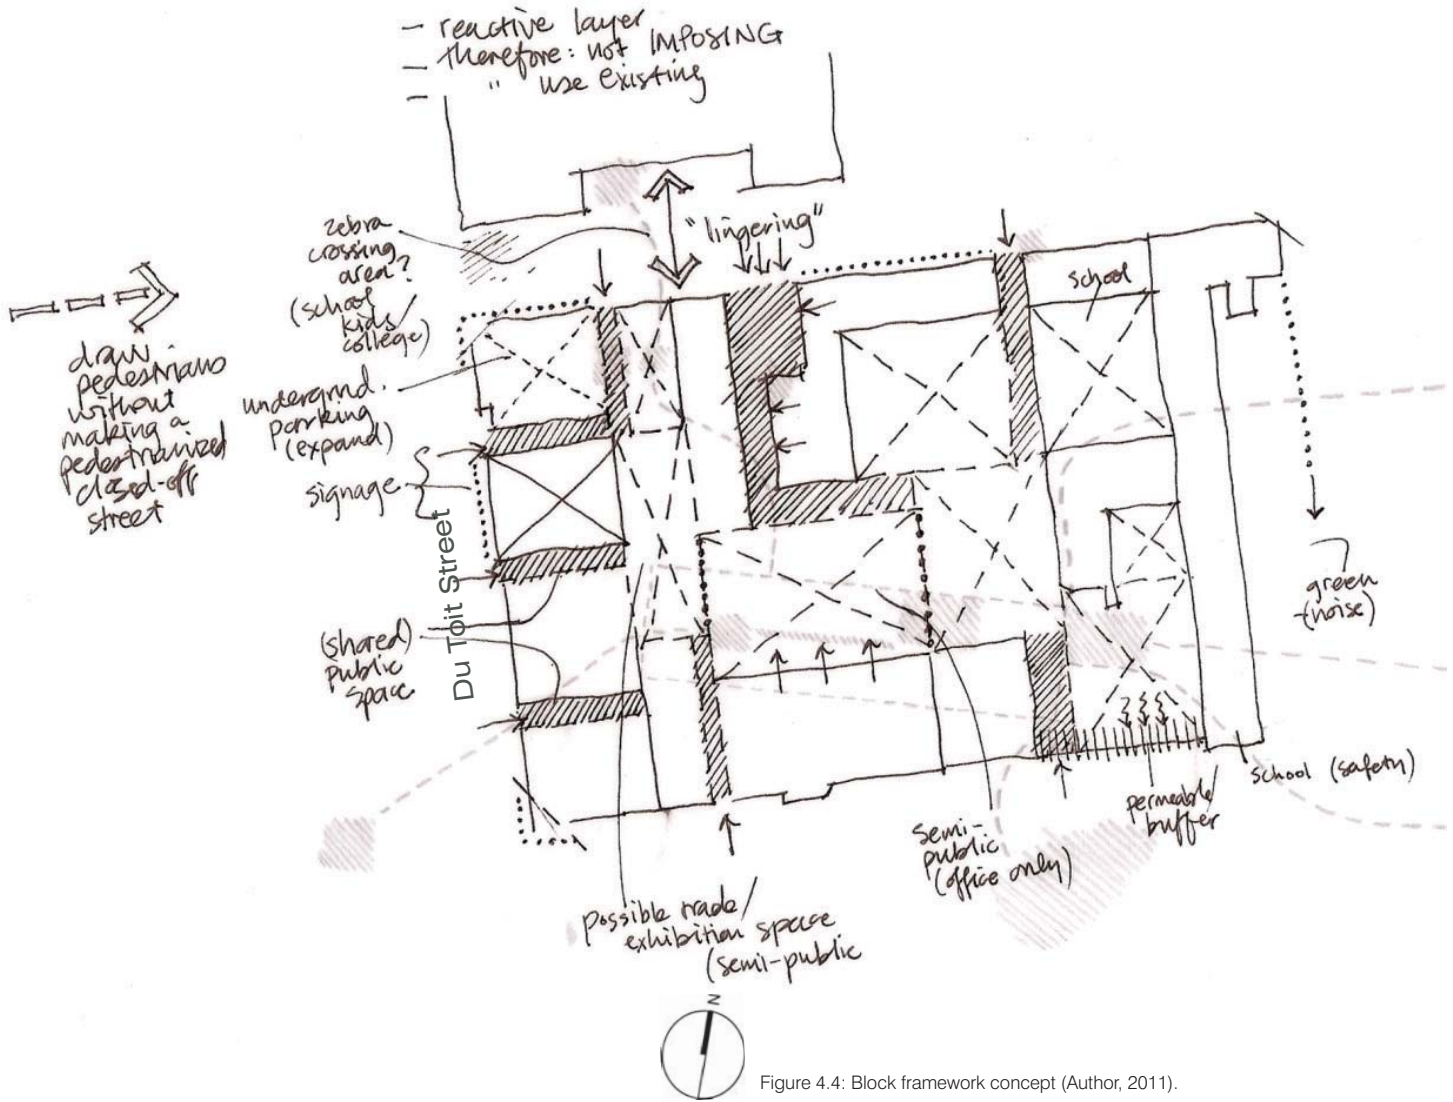 – reactive layer
– therefore: not IMPOSING
– " use existing
zebra
crossing
area?
(school
kids/
college)
"lingering"
school
draw
pedestrians
without
making a
pedestrianized
closed-off
street
undergrnd.
parking
(expand)
signage
Du Toit Street
(shared)
public
space
green
(noise)
school (safety)
permeable/
buffer
semi-
public
(office only)
possible trade/
exhibition space
(semi-public
N
Figure 4.4: Block framework concept (Author, 2011).